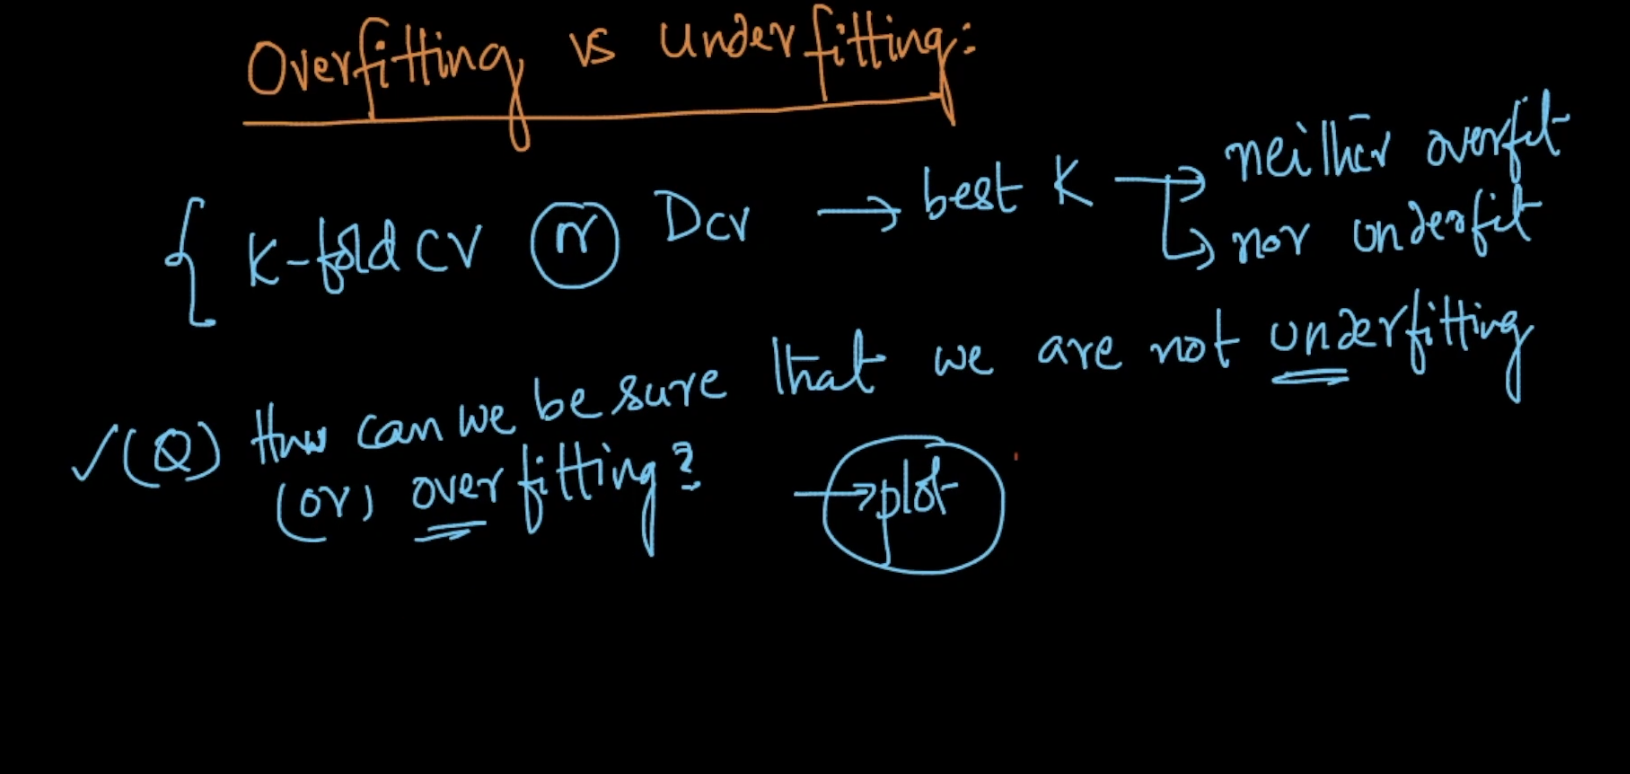 Overfitting vs Underfitting:
{ K-fold CV or Dcv → best K → neither overfit
↳ nor underfit
✓(Q) How can we be sure that we are not underfitting
(or) overfitting? → plot